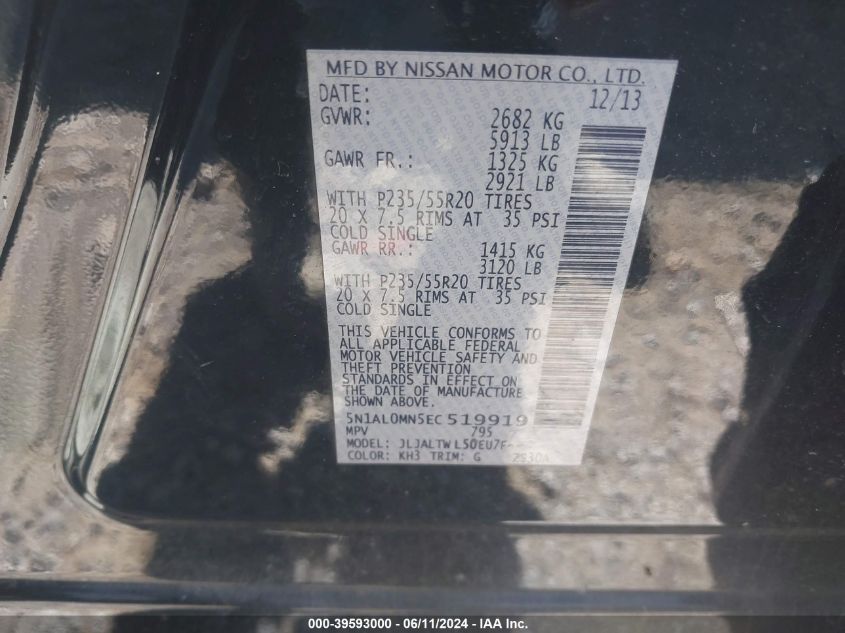 MFD BY NISSAN MOTOR CO., LTD.
DATE: 12/13
GVWR: 2682 KG
5913 LB
GAWR FR.: 1325 KG
2921 LB
WITH P235/55R20 TIRES
20 X 7.5 RIMS AT 35 PSI
COLD SINGLE
GAWR RR.: 1415 KG
3120 LB
WITH P235/55R20 TIRES
20 X 7.5 RIMS AT 35 PSI
COLD SINGLE
THIS VEHICLE CONFORMS TO
ALL APPLICABLE FEDERAL
MOTOR VEHICLE SAFETY AND
THEFT PREVENTION
STANDARDS IN EFFECT ON
THE DATE OF MANUFACTURE
SHOWN ABOVE.
5N1AL0MN5EC519919
MPV 795
MODEL:
COLOR: KH3 TRIM: G 2930A
000-39593000 - 06/11/2024 - IAA Inc.